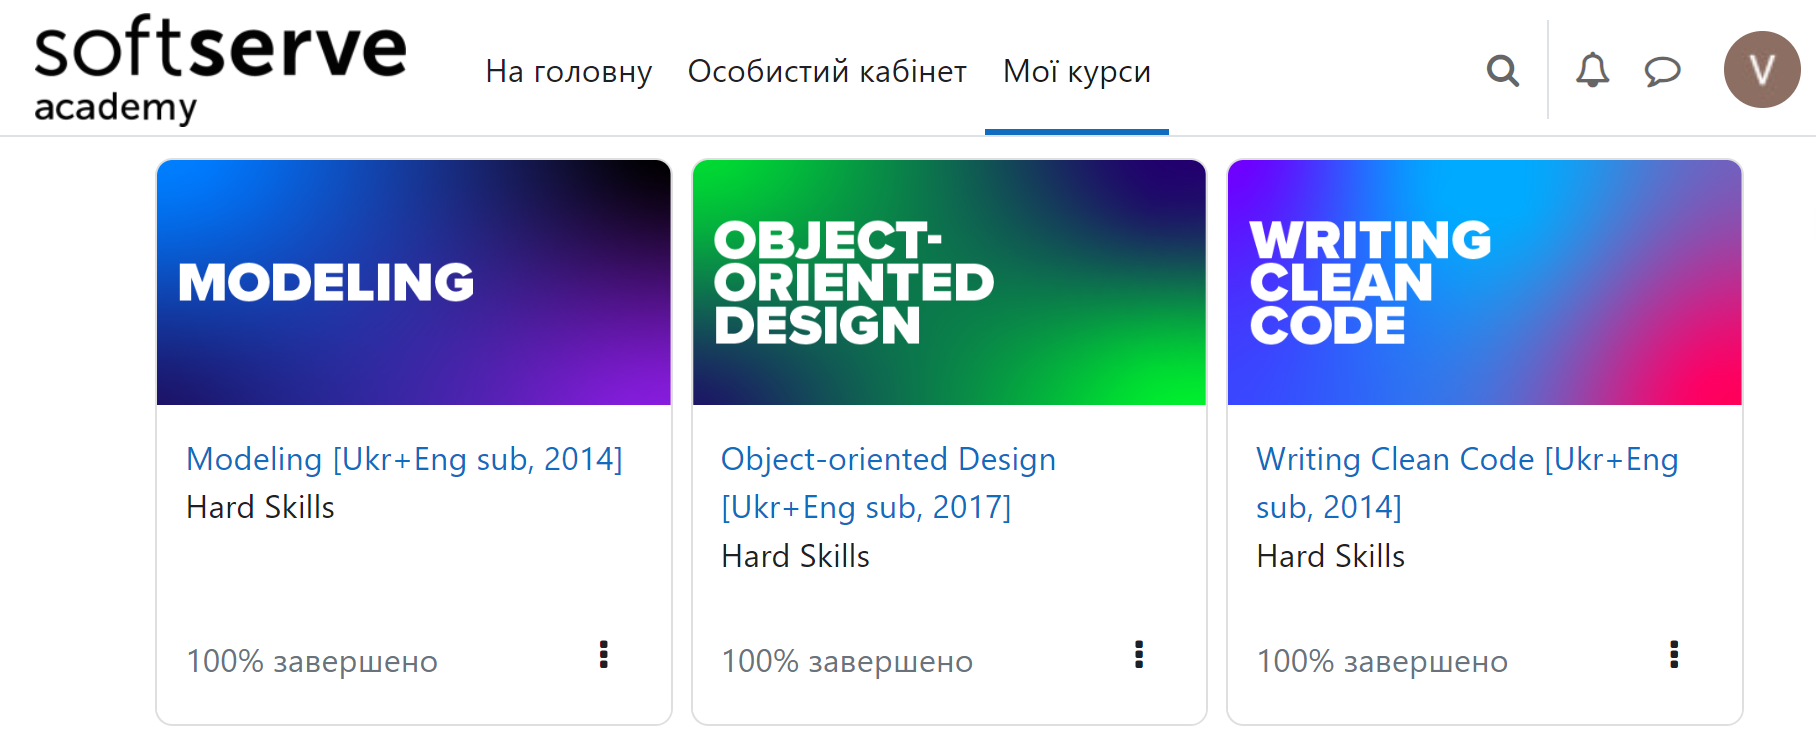 softserve
academy
На головну Особистий кабінет Мої курси
V
MODELING
OBJECT-
ORIENTED
DESIGN
WRITING
CLEAN
CODE
Modeling [Ukr+Eng sub, 2014]
Hard Skills
100% завершено
Object-oriented Design
[Ukr+Eng sub, 2017]
Hard Skills
100% завершено
Writing Clean Code [Ukr+Eng
sub, 2014]
Hard Skills
100% завершено